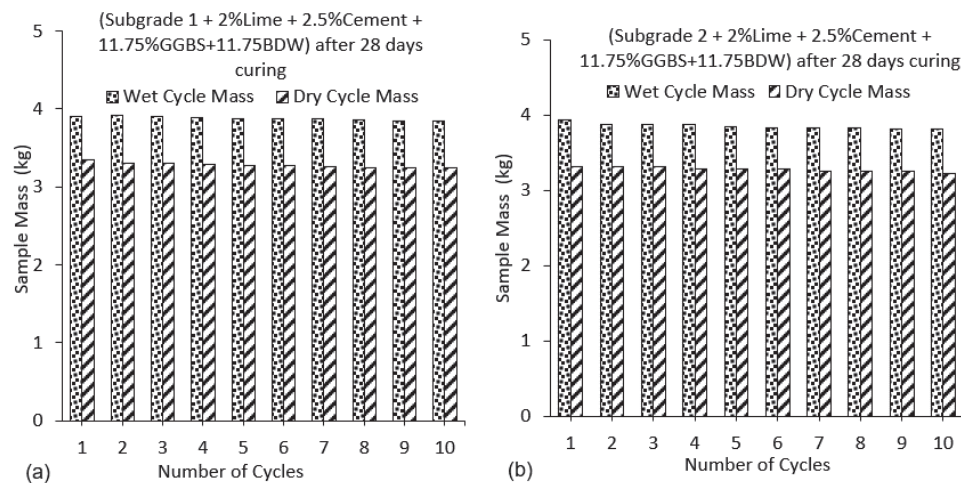 (Subgrade 1 + 2%Lime + 2.5%Cement +
11.75%GGBS+11.75BDW) after 28 days
curing
Wet Cycle Mass Dry Cycle Mass
Sample Mass (kg)
5
4
3
2
1
0
1 2 3 4 5 6 7 8 9 10
Number of Cycles
(a)
(Subgrade 2 + 2%Lime + 2.5%Cement +
11.75%GGBS+11.75BDW) after 28 days curing
Wet Cycle Mass Dry Cycle Mass
Sample Mass (kg)
5
4
3
2
1
0
1 2 3 4 5 6 7 8 9 10
Number of Cycles
(b)